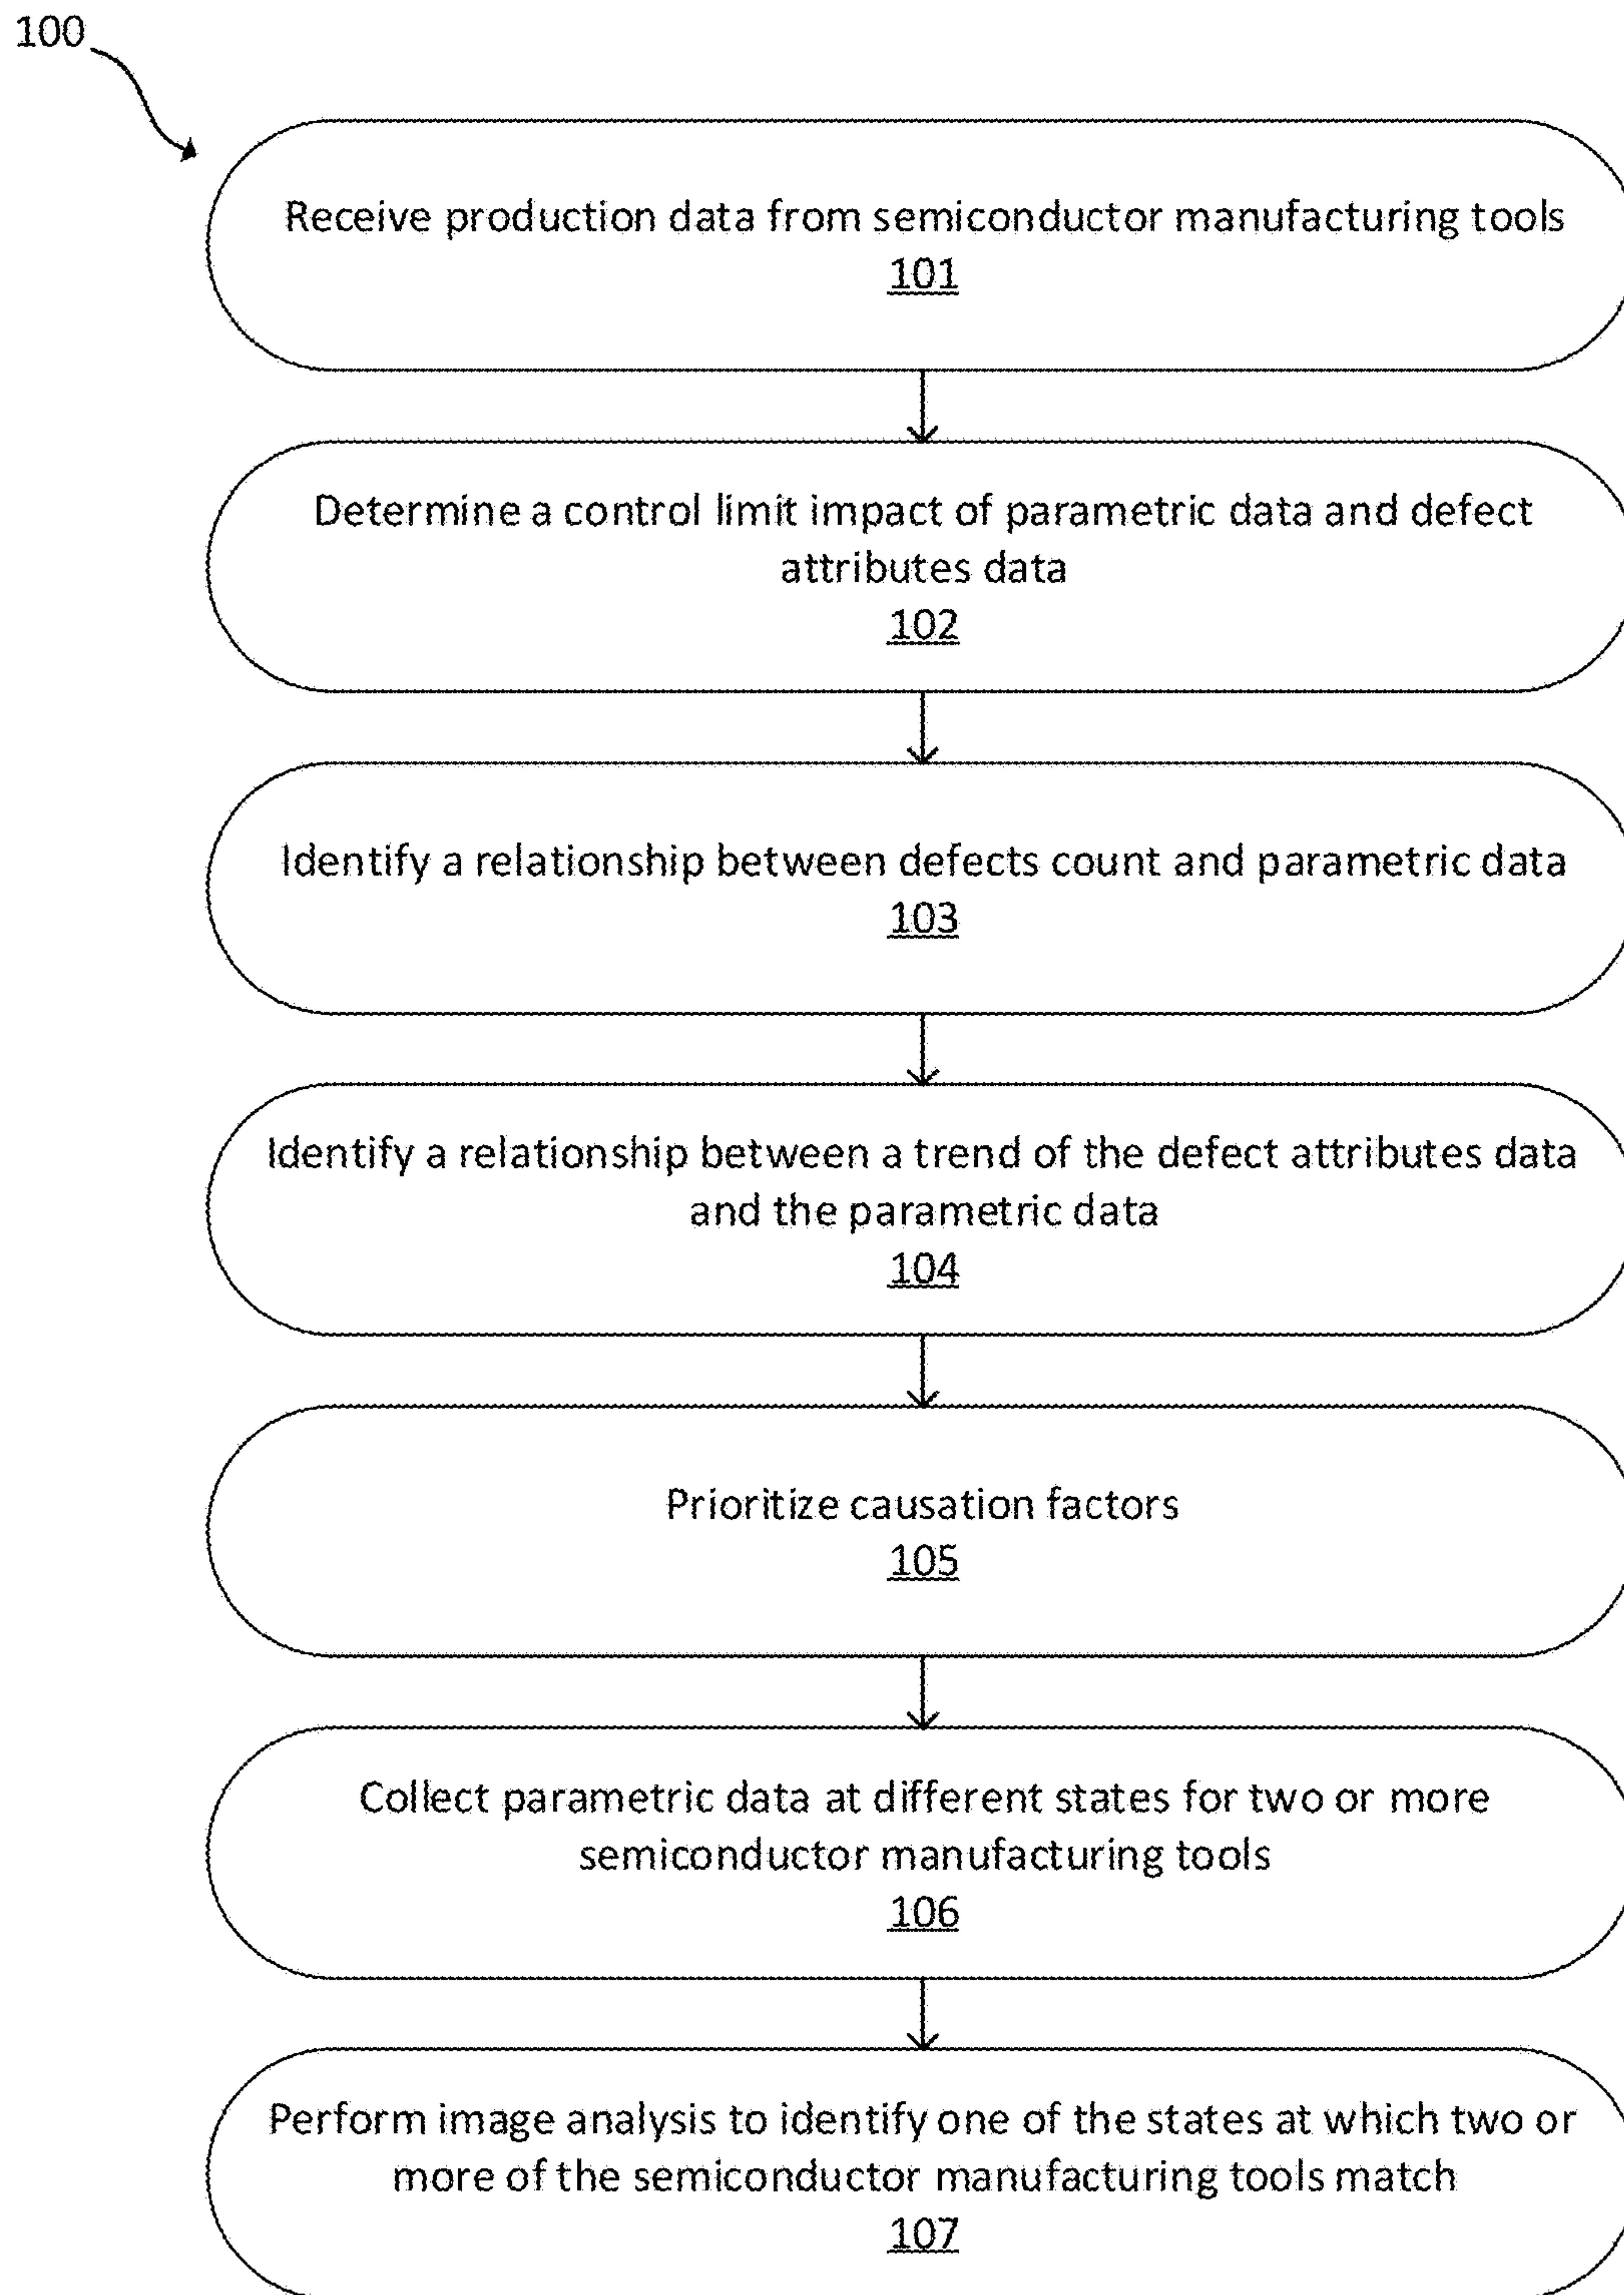 100
Receive production data from semiconductor manufacturing tools
101
Determine a control limit impact of parametric data and defect
attributes data
102
Identify a relationship between defects count and parametric data
103
Identify a relationship between a trend of the defect attributes data
and the parametric data
104
Prioritize causation factors
105
Collect parametric data at different states for two or more
semiconductor manufacturing tools
106
Perform image analysis to identify one of the states at which two or
more of the semiconductor manufacturing tools match
107